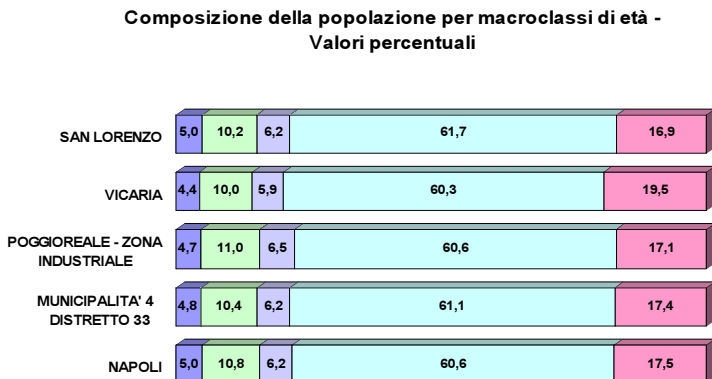 Composizione della popolazione per macroclassi di età -
Valori percentuali
SAN LORENZO 5,0 10,2 6,2 61,7 16,9
VICARIA 4,4 10,0 5,9 60,3 19,5
POGGIOREALE - ZONA
INDUSTRIALE 4,7 11,0 6,5 60,6 17,1
MUNICIPALITA' 4
DISTRETTO 33 4,8 10,4 6,2 61,1 17,4
NAPOLI 5,0 10,8 6,2 60,6 17,5